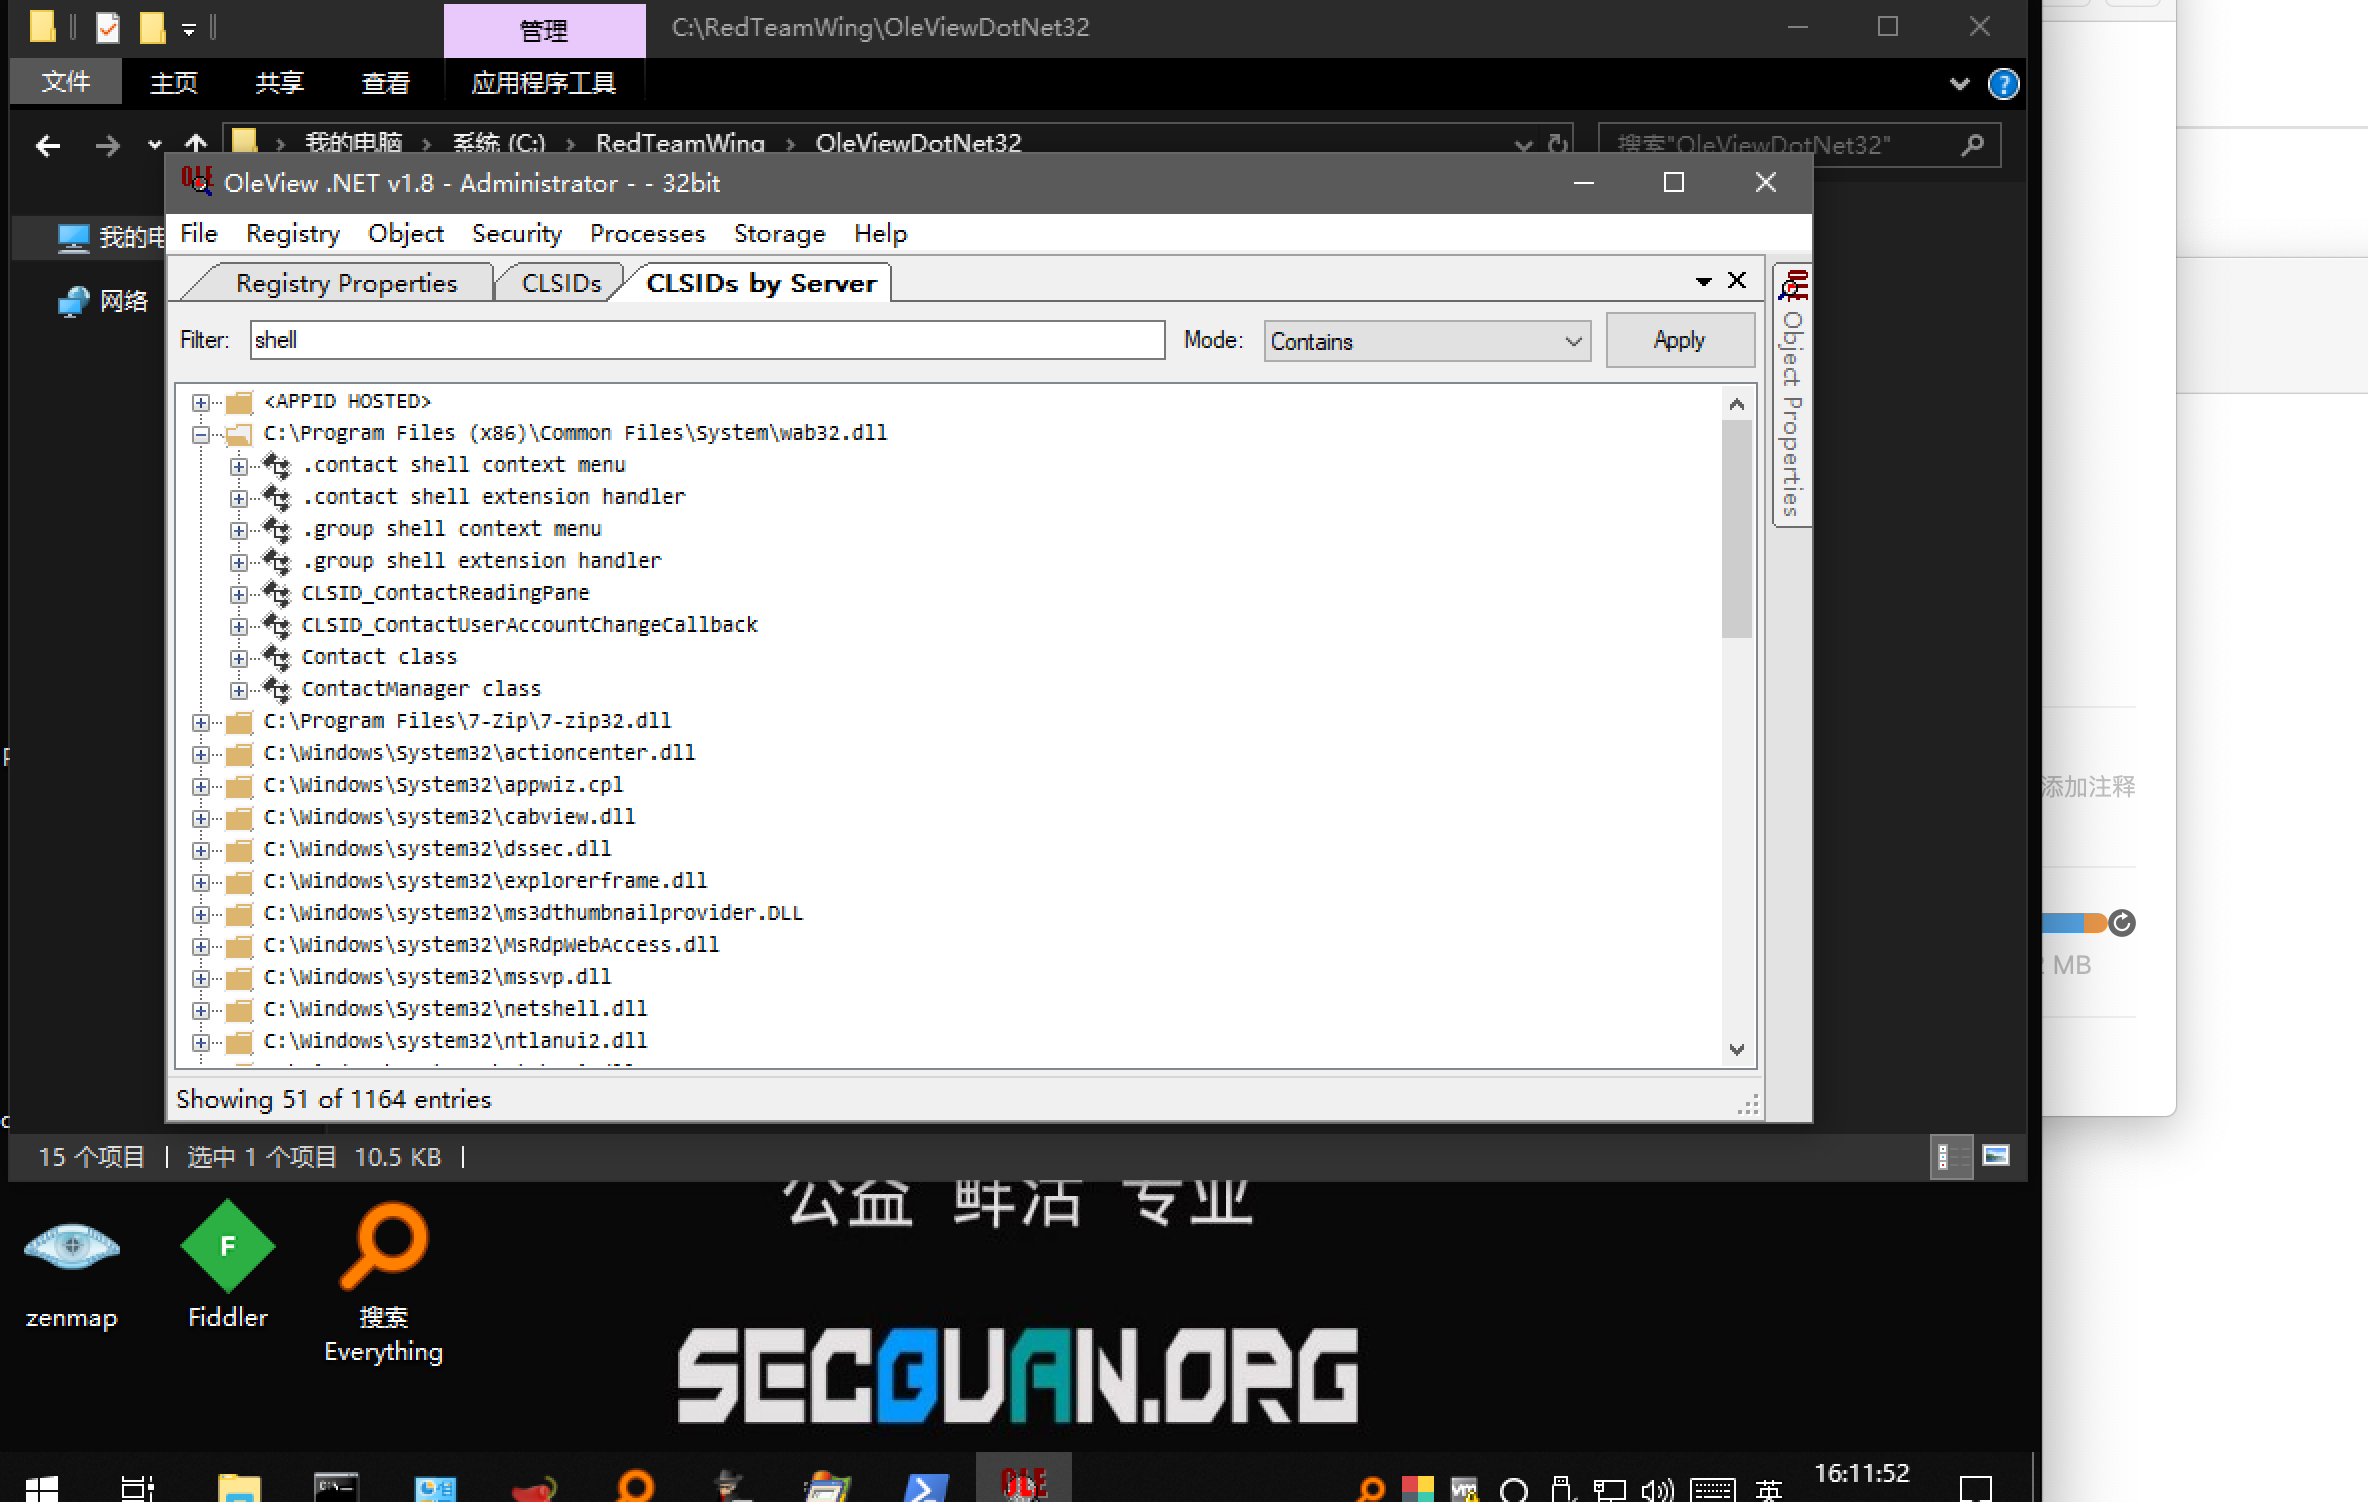 管理
C:\RedTeamWing\OleViewDotNet32
文件 主页 共享 查看 应用程序工具
我的电脑 › 系统 (C:) › RedTeamWing › OleViewDotNet32
搜索"OleViewDotNet32"
OleView .NET v1.8 - Administrator - - 32bit
我的电
File Registry Object Security Processes Storage Help
网络
Registry Properties CLSIDs CLSIDs by Server
Filter: shell Mode: Contains Apply
Object Properties
<APPID HOSTED>
C:\Program Files (x86)\Common Files\System\wab32.dll
.contact shell context menu
.contact shell extension handler
.group shell context menu
.group shell extension handler
CLSID_ContactReadingPane
CLSID_ContactUserAccountChangeCallback
Contact class
ContactManager class
C:\Program Files\7-Zip\7-zip32.dll
C:\Windows\System32\actioncenter.dll
C:\Windows\System32\appwiz.cpl
C:\Windows\system32\cabview.dll
C:\Windows\system32\dssec.dll
C:\Windows\system32\explorerframe.dll
C:\Windows\system32\ms3dthumbnailprovider.DLL
C:\Windows\system32\MsRdpWebAccess.dll
C:\Windows\system32\mssvp.dll
C:\Windows\System32\netshell.dll
C:\Windows\system32\ntlanui2.dll
Showing 51 of 1164 entries
添加注释
MB
15 个项目 选中 1 个项目 10.5 KB
公益 鲜活 专业
F
zenmap Fiddler 搜索
Everything
SECQUAN.ORG
OLE
英
16:11:52